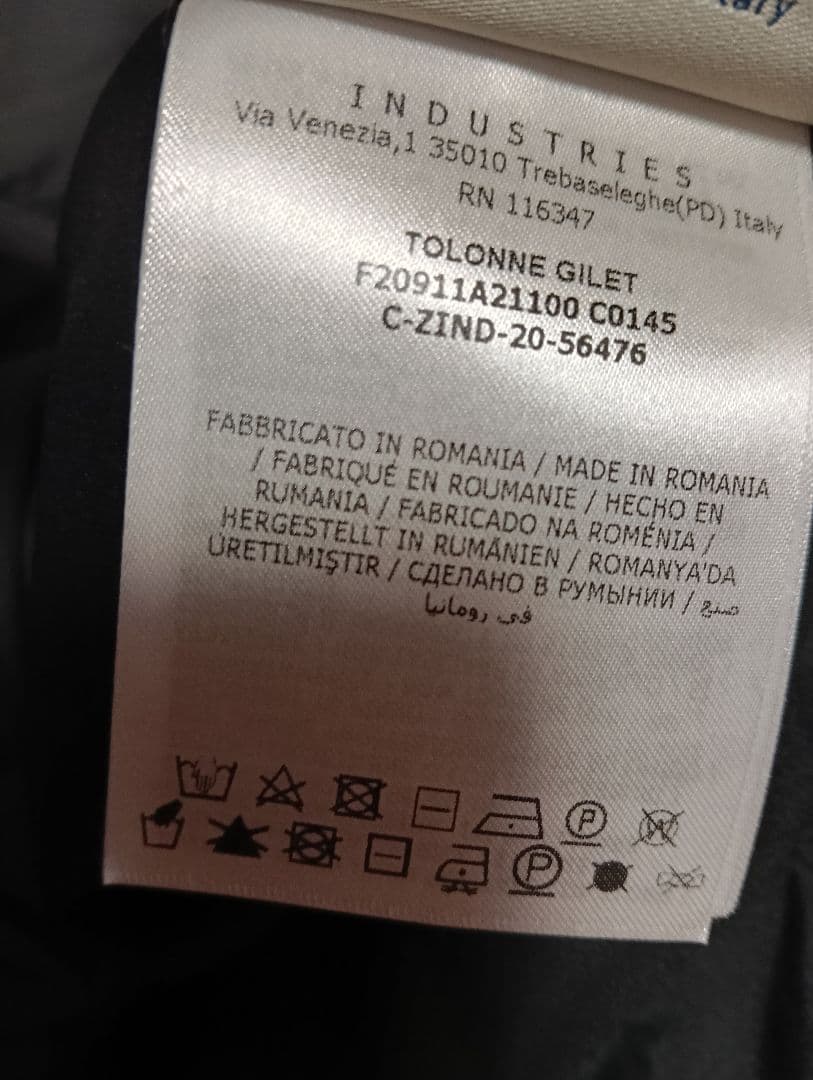 aly
I N D U S T R I E S
Via Venezia,1 35010 Trebaseleghe(PD) Italy
RN 116347
TOLONNE GILET
F20911A21100 C0145
C-ZIND-20-56476
FABBRICATO IN ROMANIA / MADE IN ROMANIA
/ FABRIQUÉ EN ROUMANIE / HECHO EN
RUMANIA / FABRICADO NA ROMÉNIA /
HERGESTELLT IN RUMÄNIEN / ROMANYA'DA
ÜRETILMIŞTIR / СДЕЛАНО В РУМЫНИИ / صنع
في رومانيا
P W
P